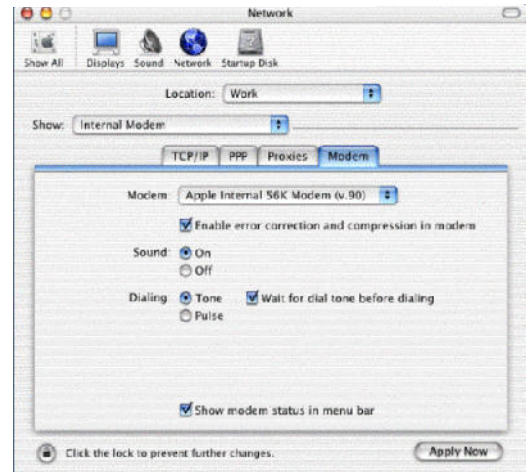 Network
Show All Displays Sound Network Startup Disk
Location: Work
Show: Internal Modem
TCP/IP PPP Proxies Modem
Modem: Apple Internal 56K Modem (v.90)
Enable error correction and compression in modem
Sound: On
Off
Dialing: Tone Wait for dial tone before dialing
Pulse
Show modem status in menu bar
Click the lock to prevent further changes. Apply Now